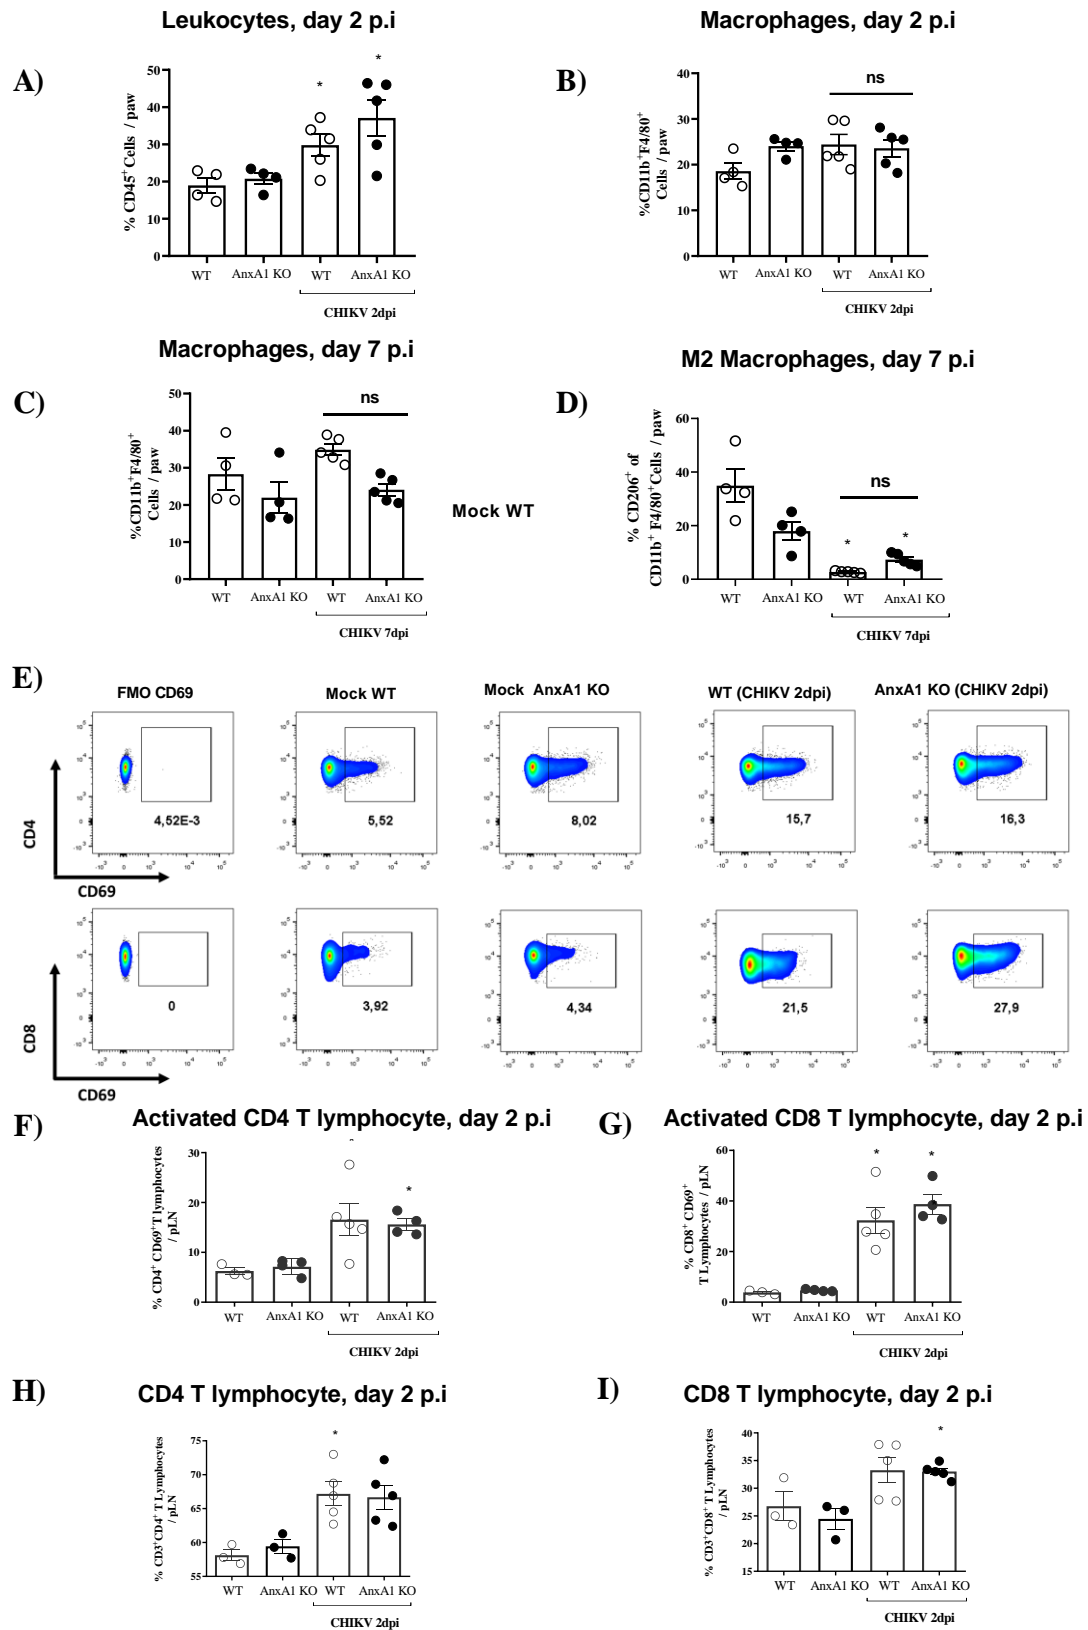 Leukocytes, day 2 p.i
A)
% CD45⁺ Cells / paw
50
40
30
20
10
0
*
*
WT
AnxA1 KO
WT
AnxA1 KO
CHIKV 2dpi
Macrophages, day 2 p.i
B)
%CD11b⁺F4/80⁺
Cells / paw
40
30
20
10
0
ns
WT
AnxA1 KO
WT
AnxA1 KO
CHIKV 2dpi
Macrophages, day 7 p.i
C)
%CD11b⁺F4/80⁺
Cells / paw
50
40
30
20
10
0
ns
WT
AnxA1 KO
WT
AnxA1 KO
CHIKV 7dpi
Mock WT
M2 Macrophages, day 7 p.i
D)
% CD206⁺ of
CD11b⁺ F4/80⁺Cells / paw
60
40
20
0
ns
*
*
WT
AnxA1 KO
WT
AnxA1 KO
CHIKV 7dpi
E)
FMO CD69
Mock WT
Mock AnxA1 KO
WT (CHIKV 2dpi)
AnxA1 KO (CHIKV 2dpi)
CD4
CD69
4,52E-3
5,52
8,02
15,7
16,3
CD8
CD69
0
3,92
4,34
21,5
27,9
F)
Activated CD4 T lymphocyte, day 2 p.i
% CD4⁺ CD69⁺T lymphocytes
/ pLN
30
20
10
0
*
WT
AnxA1 KO
WT
AnxA1 KO
CHIKV 2dpi
G)
Activated CD8 T lymphocyte, day 2 p.i
% CD8⁺ CD69⁺
T Lymphocytes / pLN
60
40
20
0
*
*
WT
AnxA1 KO
WT
AnxA1 KO
CHIKV 2dpi
H)
CD4 T lymphocyte, day 2 p.i
% CD3⁺CD4⁺ T Lymphocytes
/ pLN
75
70
65
60
55
*
WT
AnxA1 KO
WT
AnxA1 KO
CHIKV 2dpi
I)
CD8 T lymphocyte, day 2 p.i
% CD3⁺CD8⁺ T Lymphocytes
/ pLN
40
35
30
25
20
15
*
WT
AnxA1 KO
WT
AnxA1 KO
CHIKV 2dpi